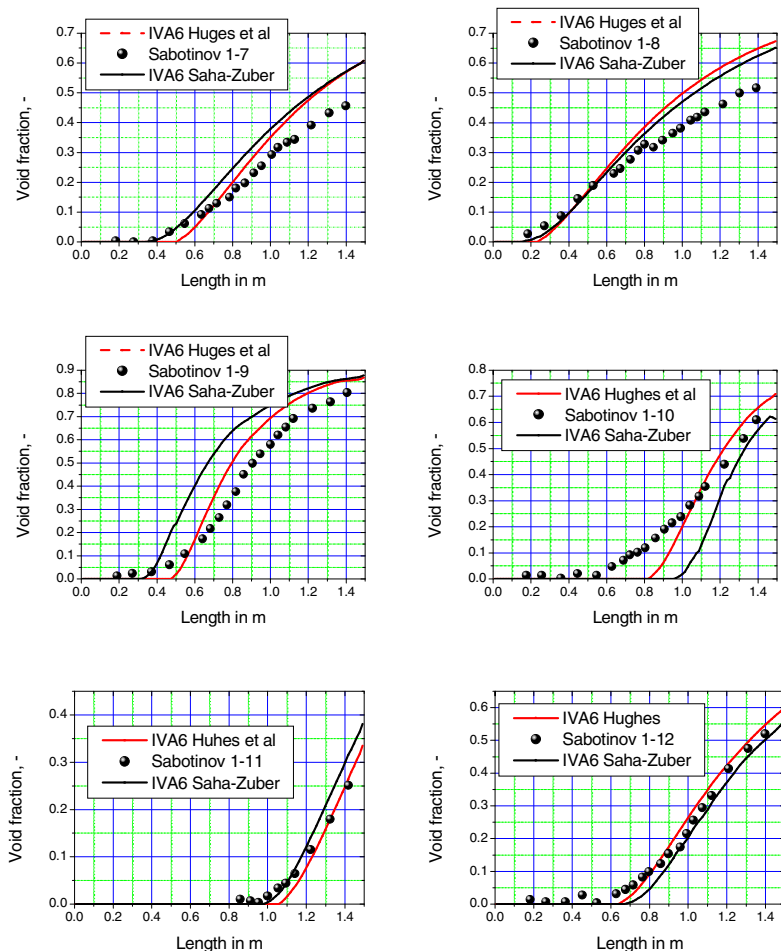 IVA6 Huges et al
Sabotinov 1-7
IVA6 Saha-Zuber
Void fraction, -
0.7
0.6
0.5
0.4
0.3
0.2
0.1
0.0
0.0 0.2 0.4 0.6 0.8 1.0 1.2 1.4
Length in m
IVA6 Huges et al
Sabotinov 1-8
IVA6 Saha-Zuber
Void fraction, -
0.7
0.6
0.5
0.4
0.3
0.2
0.1
0.0
0.0 0.2 0.4 0.6 0.8 1.0 1.2 1.4
Length in m
IVA6 Huges et al
Sabotinov 1-9
IVA6 Saha-Zuber
Void fraction, -
0.9
0.8
0.7
0.6
0.5
0.4
0.3
0.2
0.1
0.0
0.0 0.2 0.4 0.6 0.8 1.0 1.2 1.4
Length in m
IVA6 Hughes et al
Sabotinov 1-10
IVA6 Saha-Zuber
Void fraction, -
0.8
0.7
0.6
0.5
0.4
0.3
0.2
0.1
0.0
0.0 0.2 0.4 0.6 0.8 1.0 1.2 1.4
Length in m
IVA6 Huhes et al
Sabotinov 1-11
IVA6 Saha-Zuber
Void fraction, -
0.4
0.3
0.2
0.1
0.0
0.0 0.2 0.4 0.6 0.8 1.0 1.2 1.4
Length in m
IVA6 Hughes
Sabotinov 1-12
IVA6 Saha-Zuber
Void fraction, -
0.6
0.5
0.4
0.3
0.2
0.1
0.0
0.0 0.2 0.4 0.6 0.8 1.0 1.2 1.4
Length in m